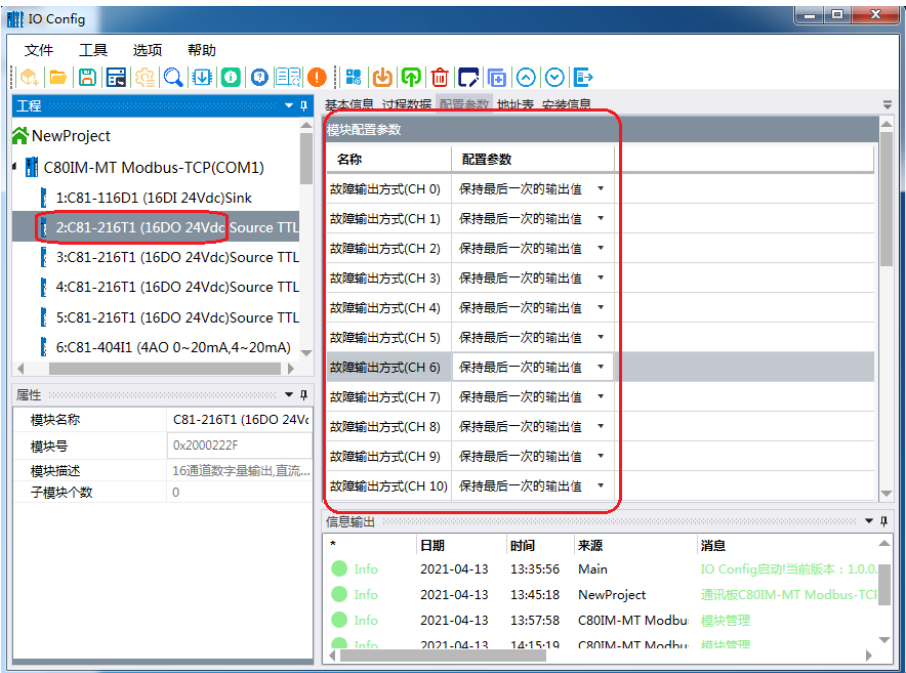 IO Config
文件 工具 选项 帮助
工程
基本信息 过程数据 配置参数 地址表 安装信息
NewProject
C80IM-MT Modbus-TCP(COM1)
1:C81-116D1 (16DI 24Vdc)Sink
2:C81-216T1 (16DO 24Vdc)Source TTL
3:C81-216T1 (16DO 24Vdc)Source TTL
4:C81-216T1 (16DO 24Vdc)Source TTL
5:C81-216T1 (16DO 24Vdc)Source TTL
6:C81-404I1 (4AO 0~20mA,4~20mA)
模块配置参数
名称 配置参数
故障输出方式(CH 0) 保持最后一次的输出值
故障输出方式(CH 1) 保持最后一次的输出值
故障输出方式(CH 2) 保持最后一次的输出值
故障输出方式(CH 3) 保持最后一次的输出值
故障输出方式(CH 4) 保持最后一次的输出值
故障输出方式(CH 5) 保持最后一次的输出值
故障输出方式(CH 6) 保持最后一次的输出值
故障输出方式(CH 7) 保持最后一次的输出值
故障输出方式(CH 8) 保持最后一次的输出值
故障输出方式(CH 9) 保持最后一次的输出值
故障输出方式(CH 10) 保持最后一次的输出值
属性
模块名称 C81-216T1 (16DO 24Vc
模块号 0x2000222F
模块描述 16通道数字量输出,直流...
子模块个数 0
信息输出
* 日期 时间 来源 消息
Info 2021-04-13 13:35:56 Main IO Config启动!当前版本：1.0.0.
Info 2021-04-13 13:45:18 NewProject 通讯板C80IM-MT Modbus-TCP
Info 2021-04-13 13:57:58 C80IM-MT Modbu 模块管理
Info 2021-04-13 14:15:19 C80IM-MT Modbu 模块管理